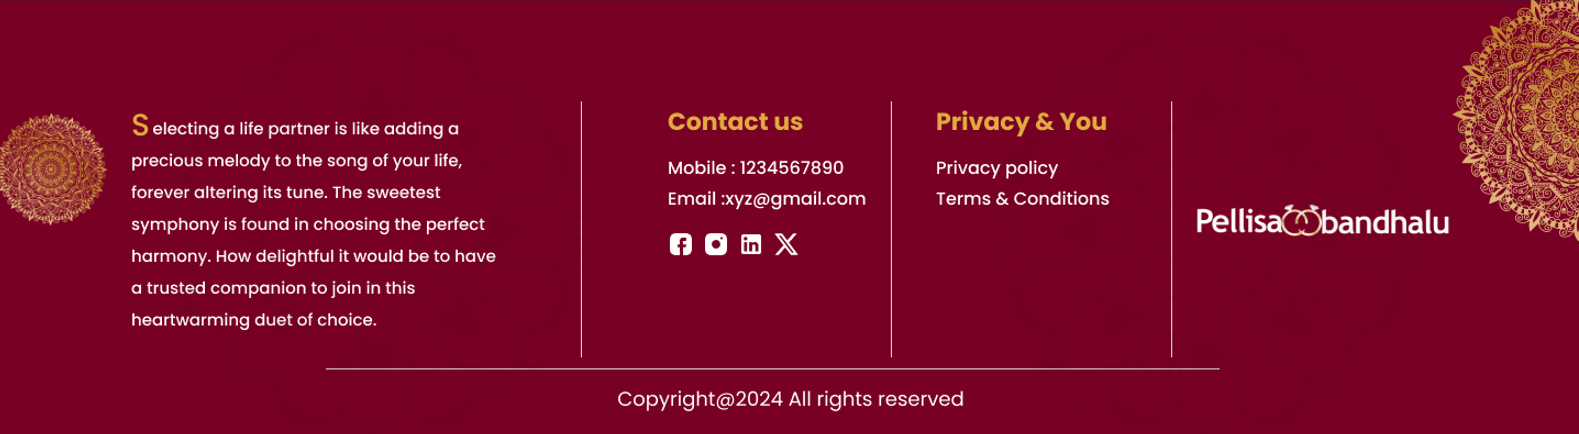 Selecting a life partner is like adding a
precious melody to the song of your life,
forever altering its tune. The sweetest
symphony is found in choosing the perfect
harmony. How delightful it would be to have
a trusted companion to join in this
heartwarming duet of choice.
Contact us
Mobile : 1234567890
Email :xyz@gmail.com
Privacy & You
Privacy policy
Terms & Conditions
Pellisambandhalu
Copyright@2024 All rights reserved